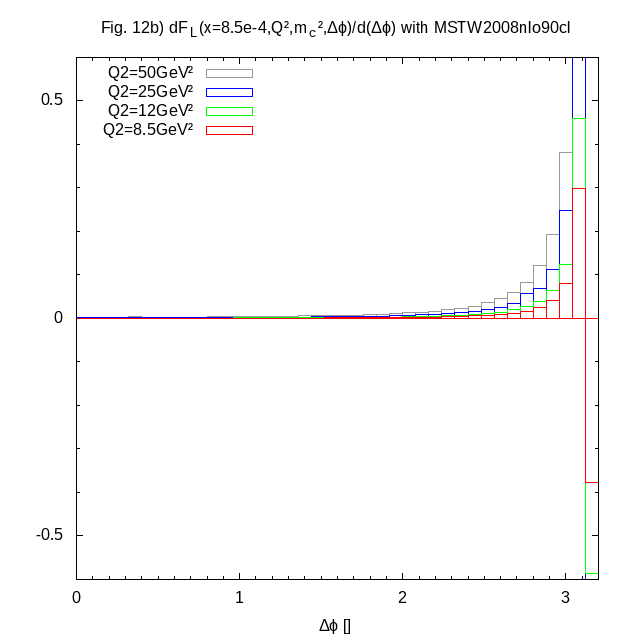 Fig. 12b) dF_L(x=8.5e-4,Q²,m_c²,Δϕ)/d(Δϕ) with MSTW2008nlo90cl
Q2=50GeV²
Q2=25GeV²
Q2=12GeV²
Q2=8.5GeV²
0.5
0
-0.5
0 1 2 3
Δϕ []